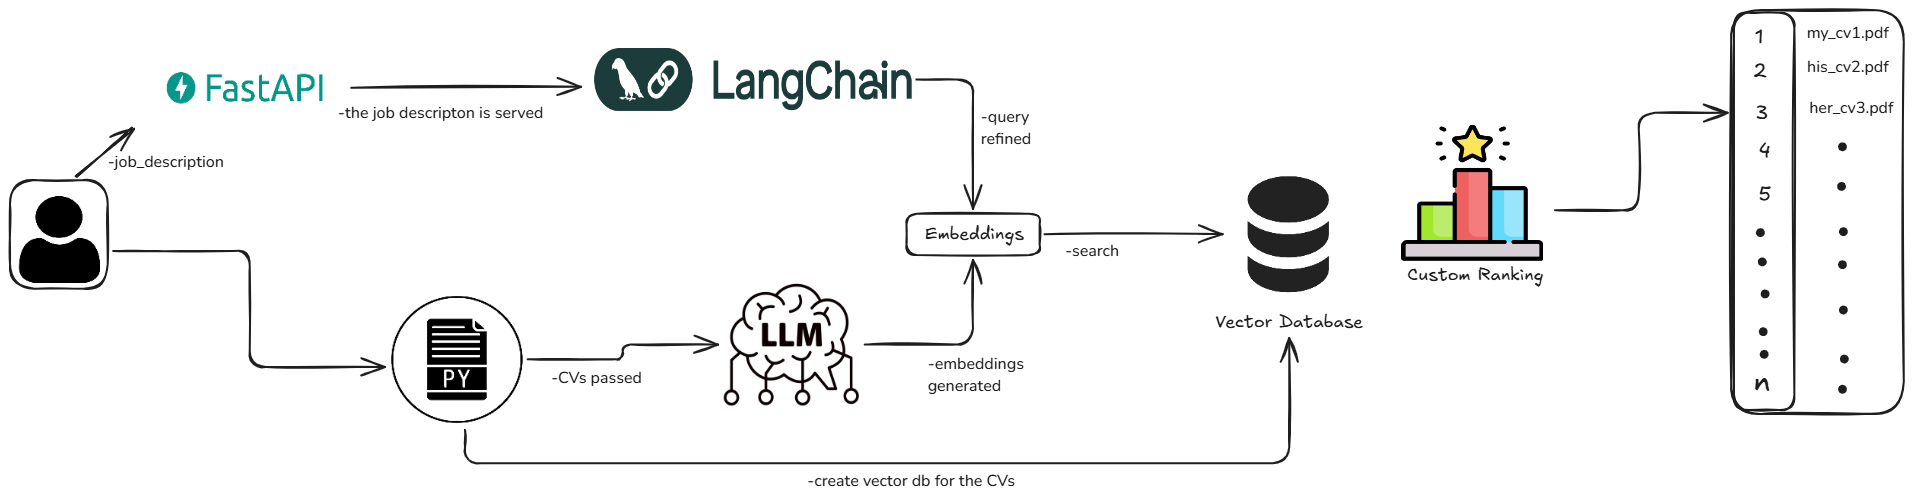 FastAPI
-the job descripton is served
LangChain
-job_description
-query
refined
Embeddings
-search
PY
-CVs passed
LLM
-embeddings
generated
-create vector db for the CVs
Vector Database
Custom Ranking
1 my_cv1.pdf
2 his_cv2.pdf
3 her_cv3.pdf
4
5
n